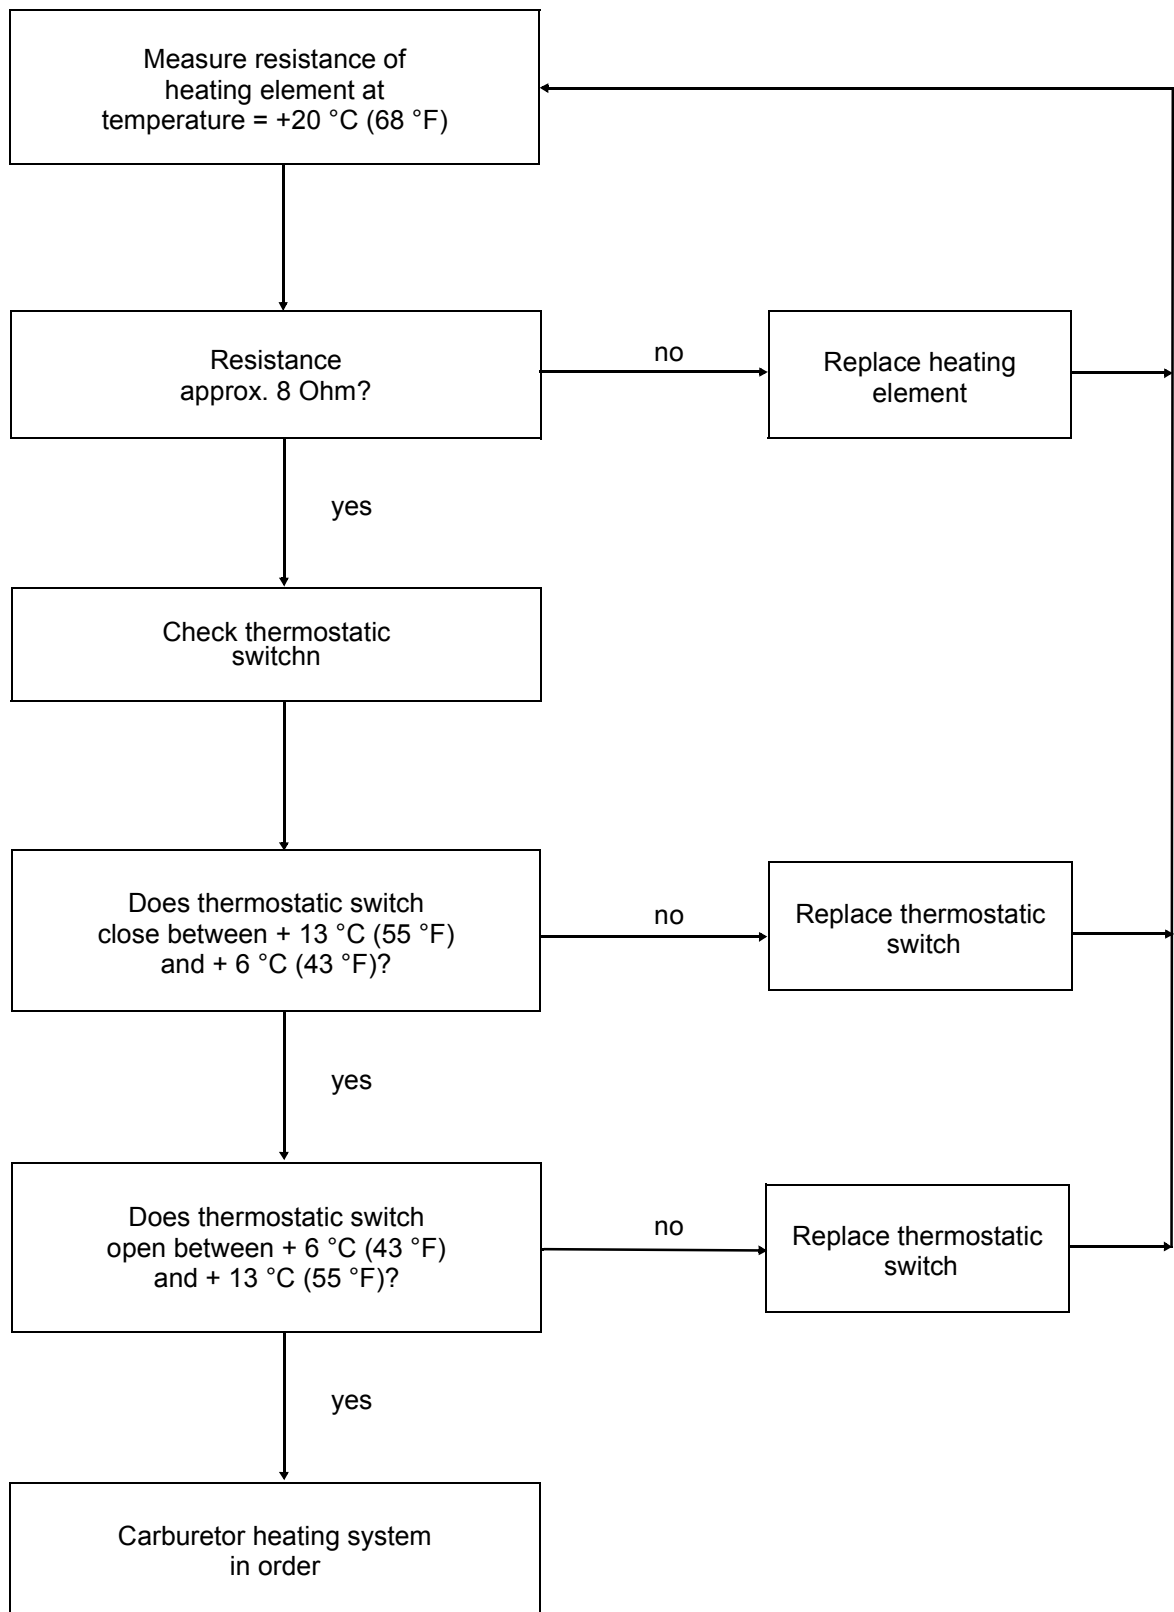 Measure resistance of
heating element at
temperature = +20 °C (68 °F)
Resistance
approx. 8 Ohm?
no
Replace heating
element
yes
Check thermostatic
switchn
Does thermostatic switch
close between + 13 °C (55 °F)
and + 6 °C (43 °F)?
no
Replace thermostatic
switch
yes
Does thermostatic switch
open between + 6 °C (43 °F)
and + 13 °C (55 °F)?
no
Replace thermostatic
switch
yes
Carburetor heating system
in order